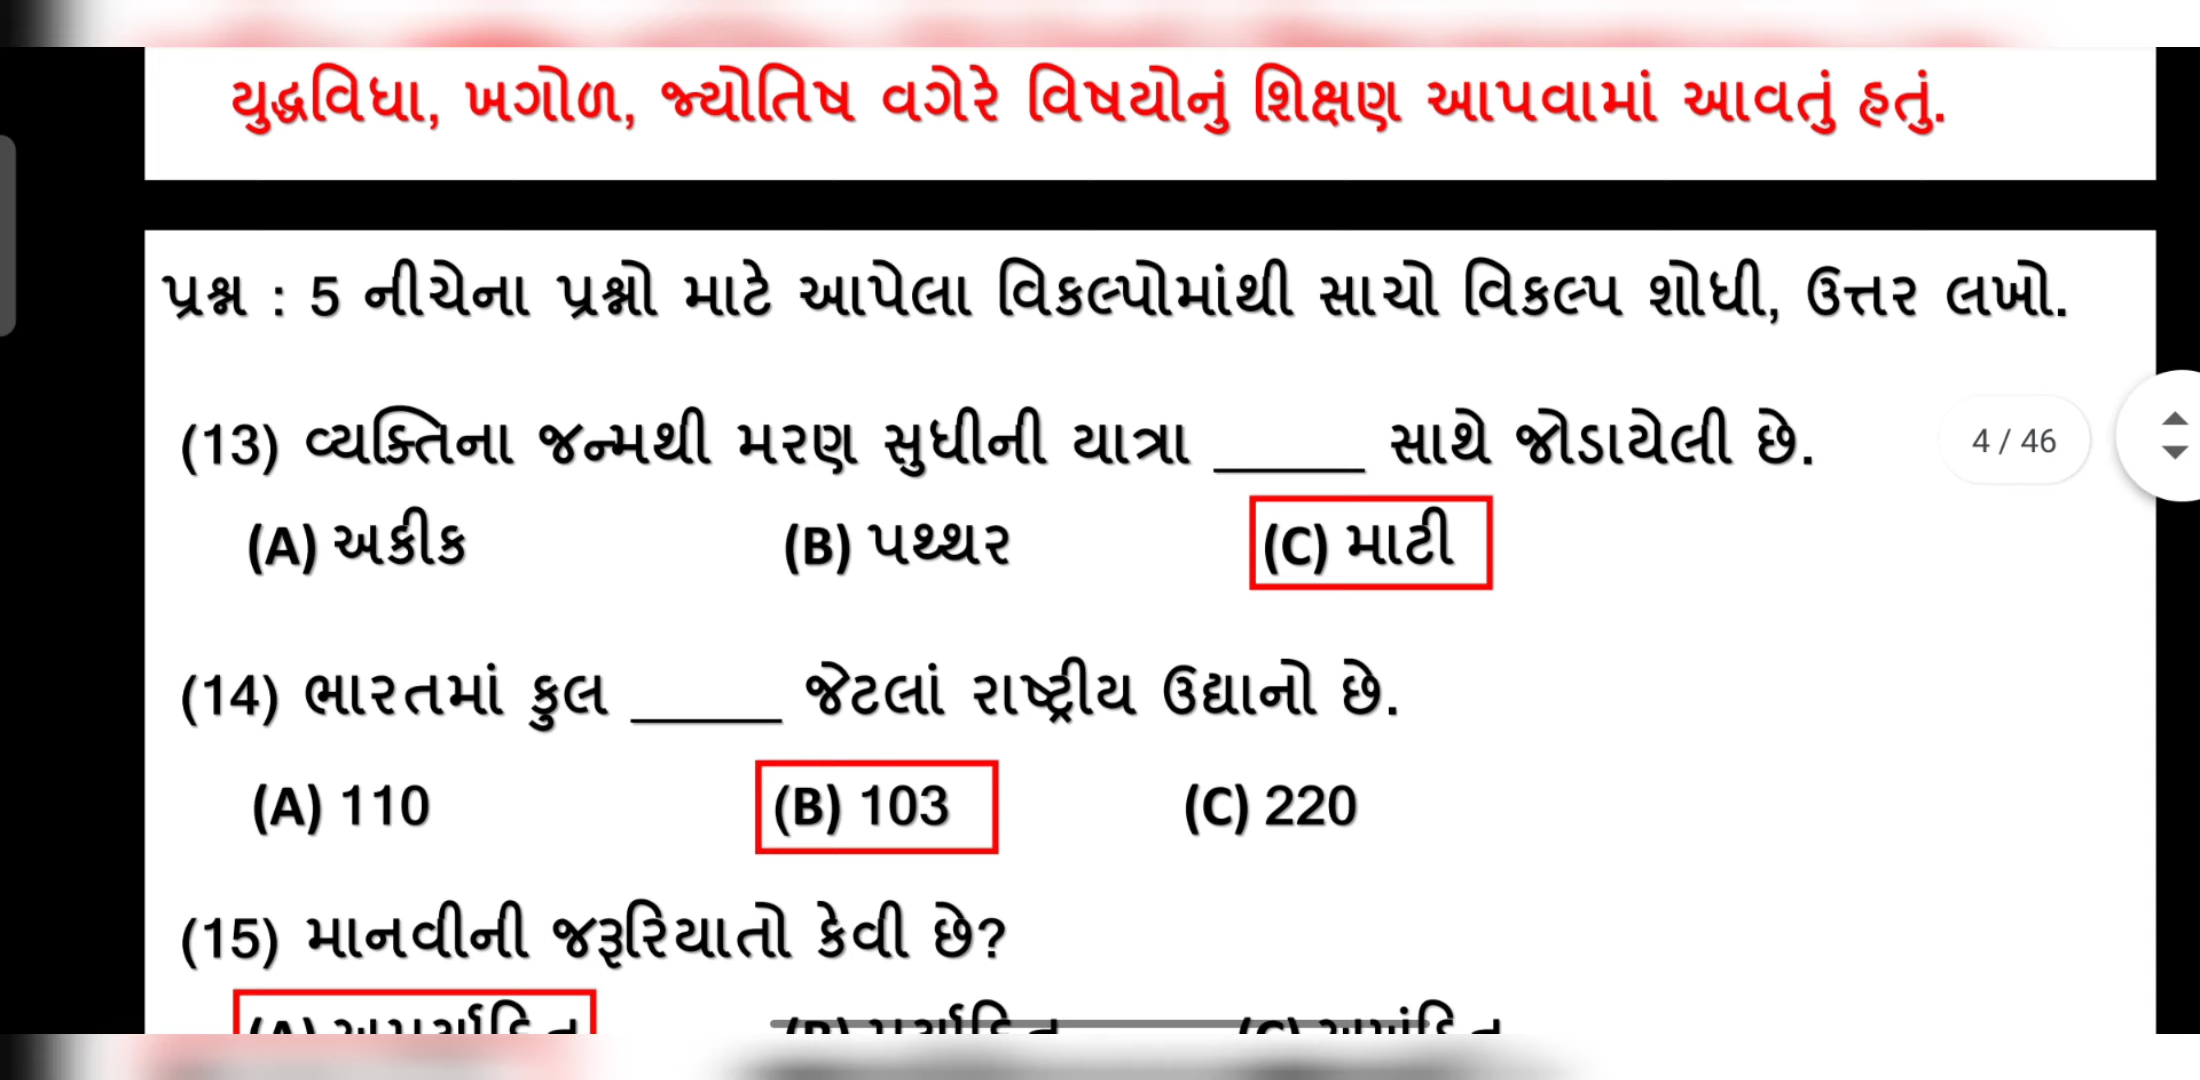 યુદ્ધવિધા, ખગોળ, જ્યોતિષ વગેરે વિષયોનું શિક્ષણ આપવામાં આવતું હતું.
પ્રશ્ન : 5 નીચેના પ્રશ્નો માટે આપેલા વિકલ્પોમાંથી સાચો વિકલ્પ શોધી, ઉત્તર લખો.
(13) વ્યક્તિના જન્મથી મરણ સુધીની યાત્રા _____ સાથે જોડાયેલી છે.
4 / 46
(A) અકીક (B) પથ્થર (C) માટી
(14) ભારતમાં કુલ _____ જેટલાં રાષ્ટ્રીય ઉદ્યાનો છે.
(A) 110 (B) 103 (C) 220
(15) માનવીની જરૂરિયાતો કેવી છે?